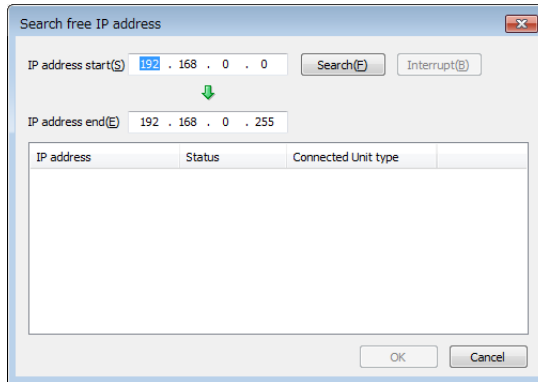 Search free IP address
IP address start(S) 192 . 168 . 0 . 0 Search(F) Interrupt(B)
IP address end(E) 192 . 168 . 0 . 255
IP address Status Connected Unit type
OK Cancel